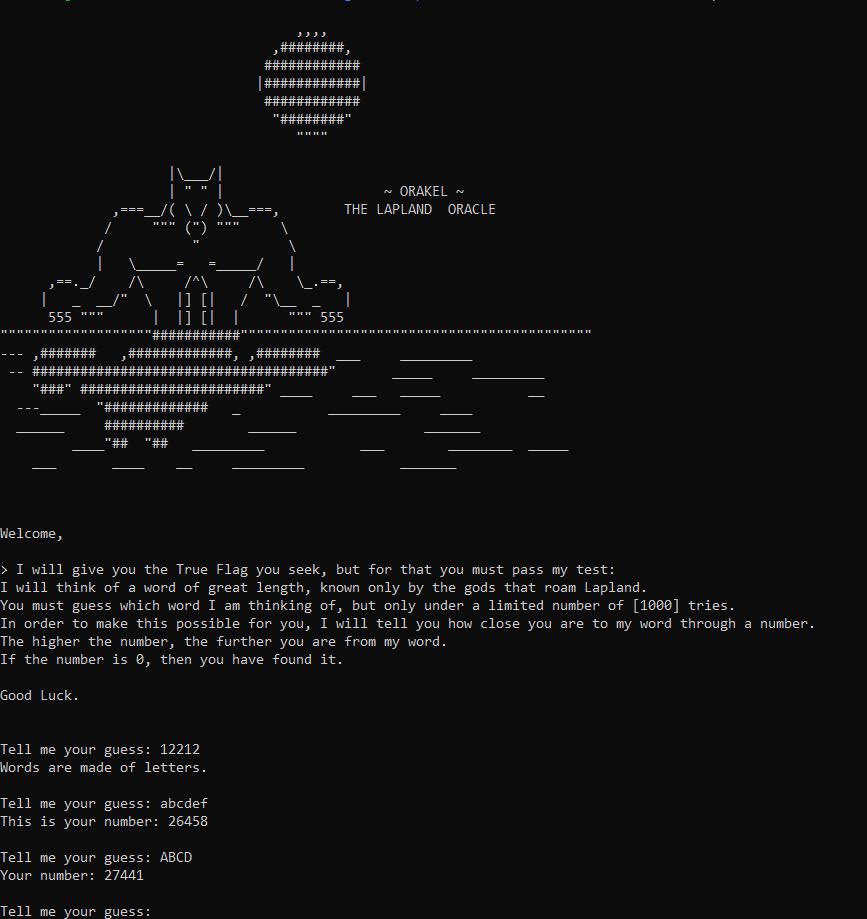 ~ ORAKEL ~
THE LAPLAND  ORACLE
555
555
Welcome,
> I will give you the True Flag you seek, but for that you must pass my test:
I will think of a word of great length, known only by the gods that roam Lapland.
You must guess which word I am thinking of, but only under a limited number of [1000] tries.
In order to make this possible for you, I will tell you how close you are to my word through a number.
The higher the number, the further you are from my word.
If the number is 0, then you have found it.
Good Luck.
Tell me your guess: 12212
Words are made of letters.
Tell me your guess: abcdef
This is your number: 26458
Tell me your guess: ABCD
Your number: 27441
Tell me your guess: